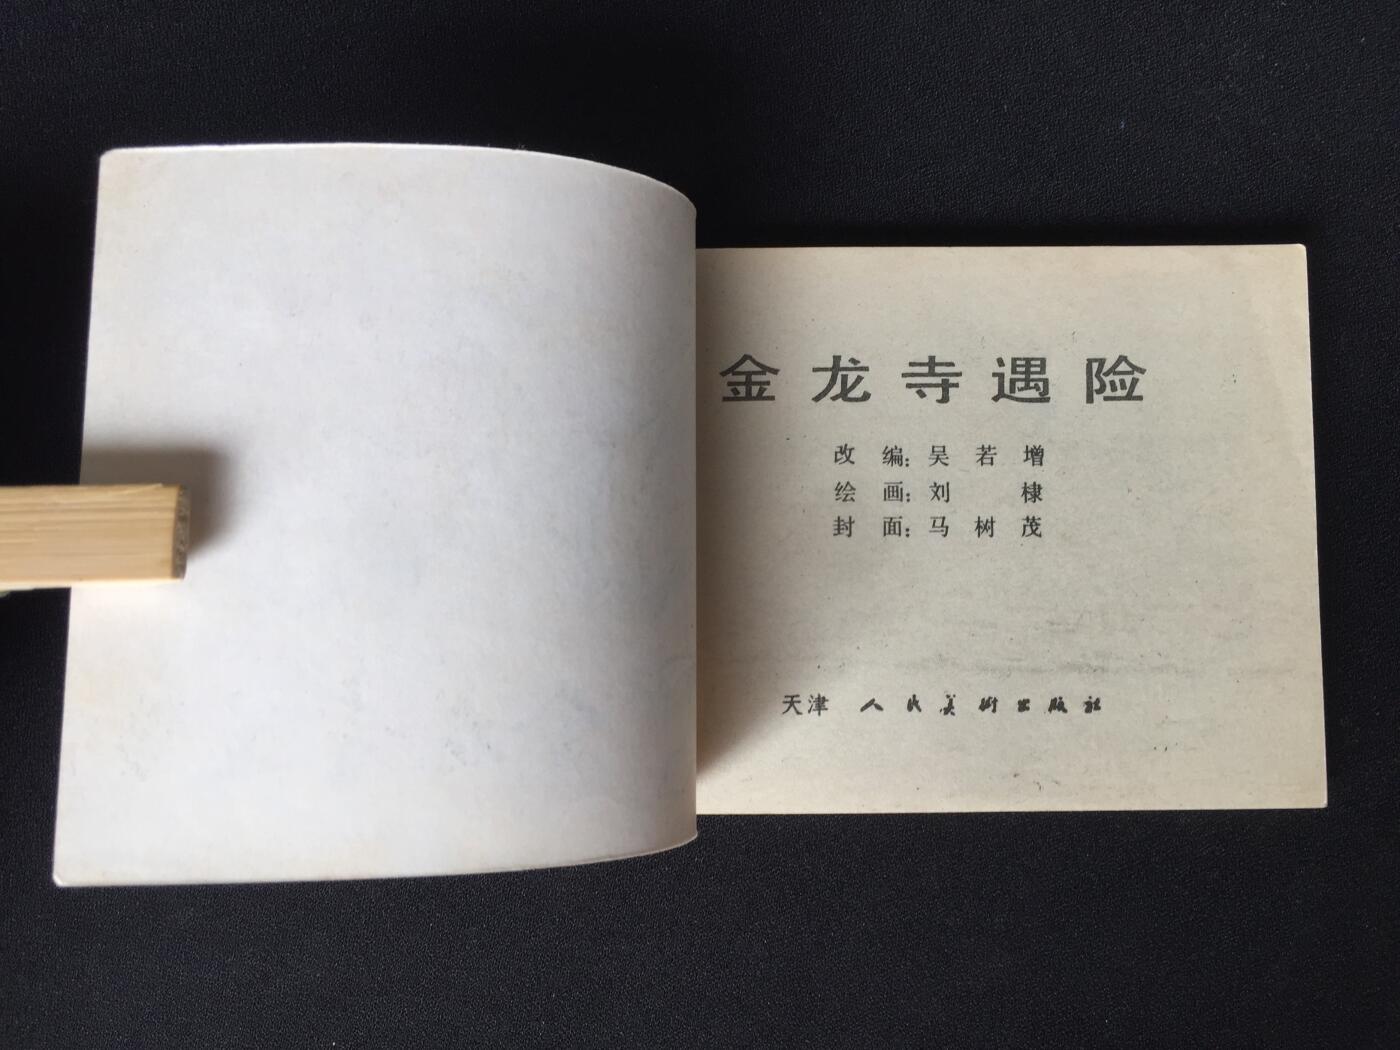 金龙寺遇险
改编：吴若增
绘画：刘棣
封面：马树茂
天津人民美術出版社